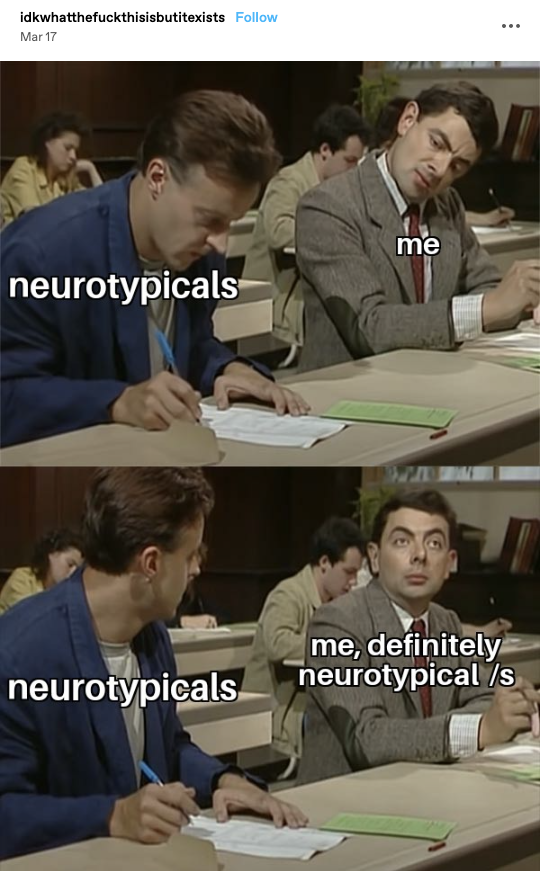 idkwhatthefuckthisisbutitexists Follow
Mar 17
me
neurotypicals
me, definitely
neurotypical /s
neurotypicals